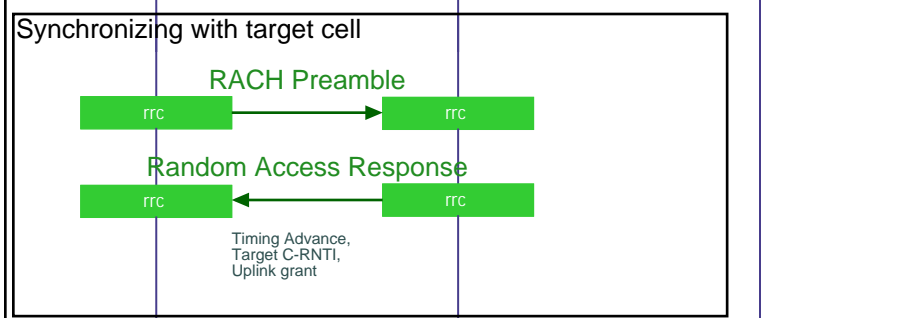 Synchronizing with target cell
RACH Preamble
rrc rrc
Random Access Response
rrc rrc
Timing Advance,
Target C-RNTI,
Uplink grant